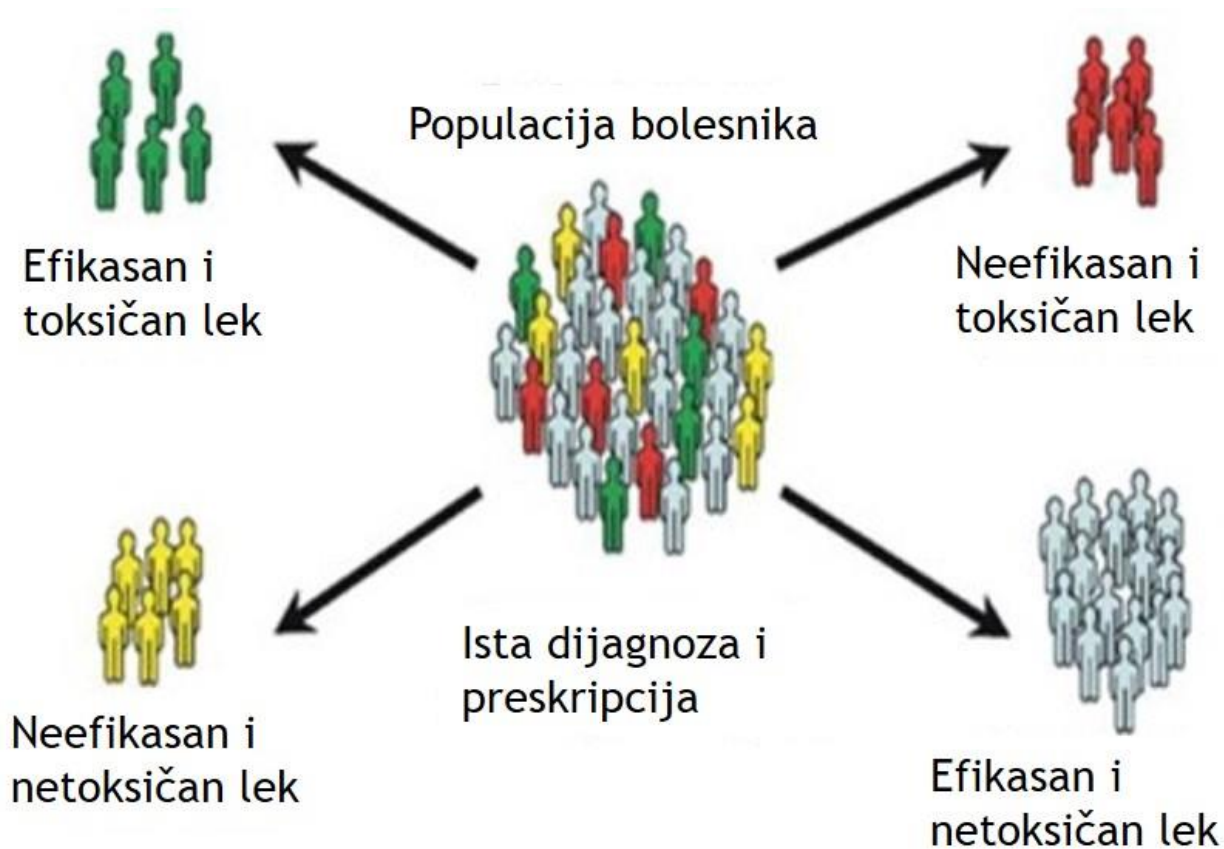 Populacija bolesnika
Efikasan i
toksičan lek
Neefikasan i
toksičan lek
Ista dijagnoza i
preskripcija
Neefikasan i
netoksičan lek
Efikasan i
netoksičan lek